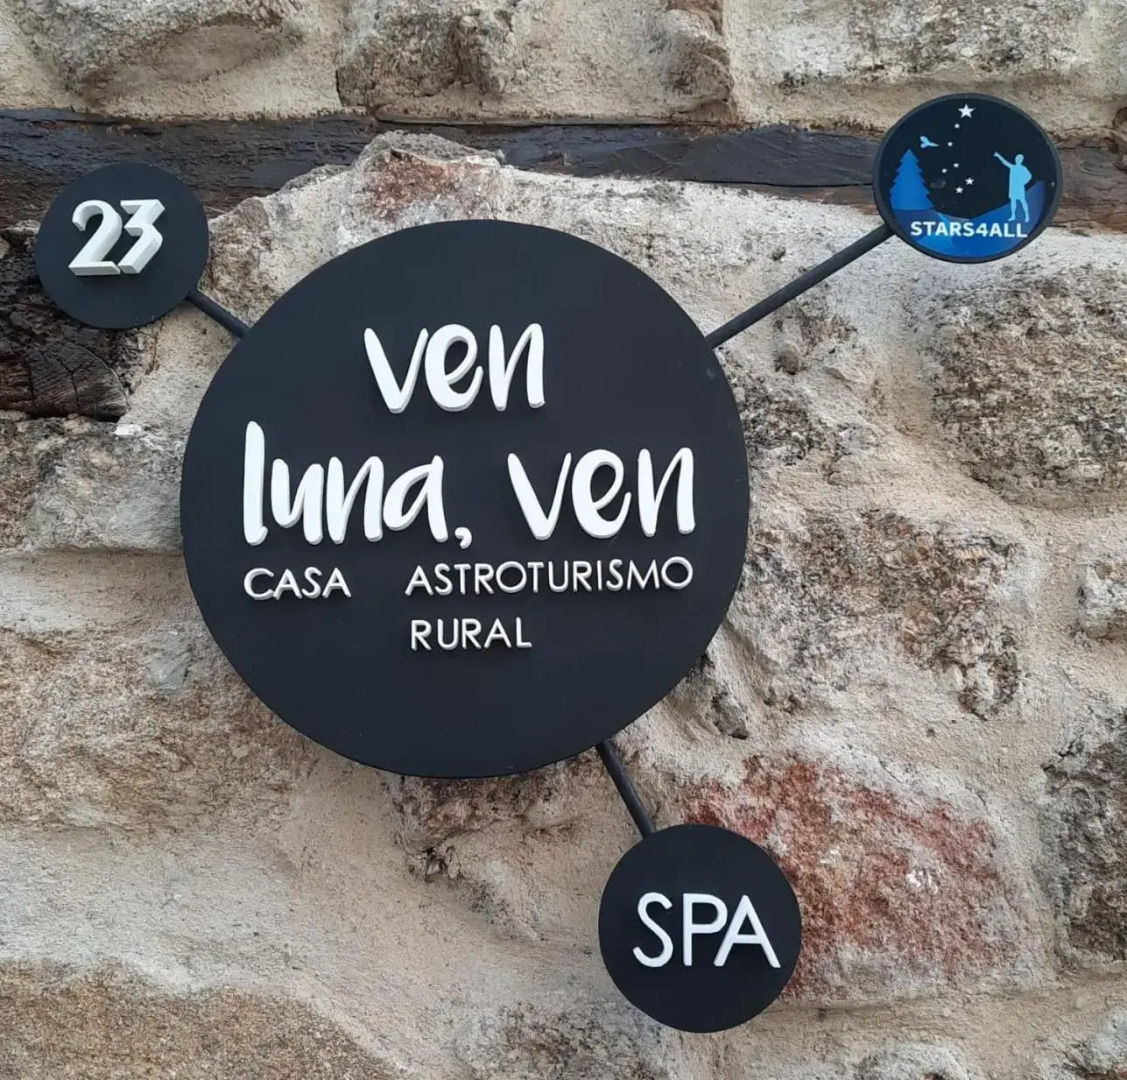 23
STARS4ALL
ven
luna, ven
CASA ASTROTURISMO
RURAL
SPA